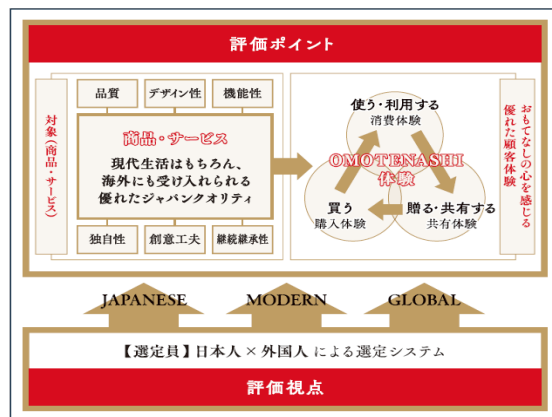 評価ポイント
対象(商品・サービス)
品質
デザイン性
機能性
商品・サービス
現代生活はもちろん、
海外にも受け入れられる
優れたジャパンクオリティ
独自性
創意工夫
継続継承性
使う・利用する
消費体験
OMOTENASHI
体験
買う
購入体験
贈る・共有する
共有体験
おもてなしの心を感じる
優れた顧客体験
JAPANESE
MODERN
GLOBAL
【選定員】日本人×外国人による選定システム
評価視点